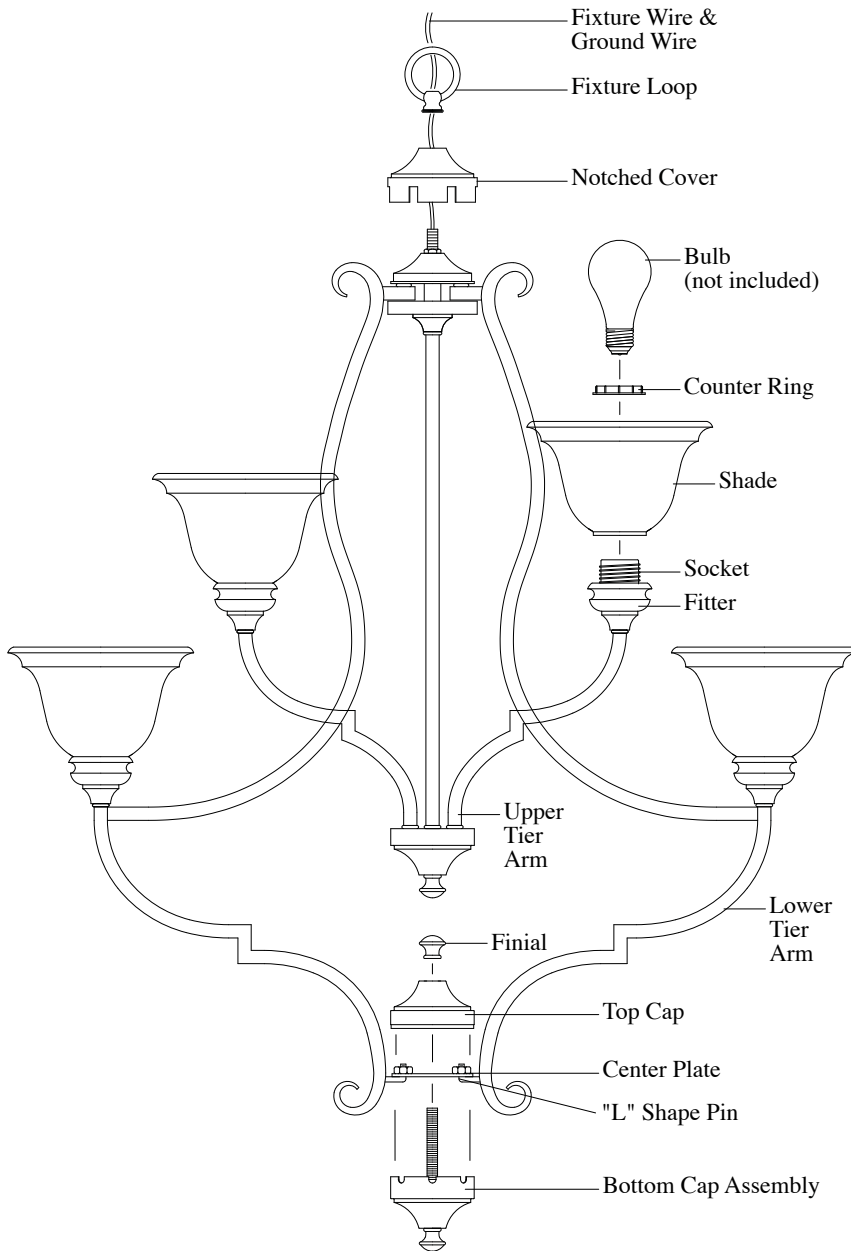 Fixture Wire &
Ground Wire
Fixture Loop
Notched Cover
Bulb
(not included)
Counter Ring
Shade
Socket
Fitter
Upper
Tier
Arm
Lower
Tier
Arm
Finial
Top Cap
Center Plate
"L" Shape Pin
Bottom Cap Assembly